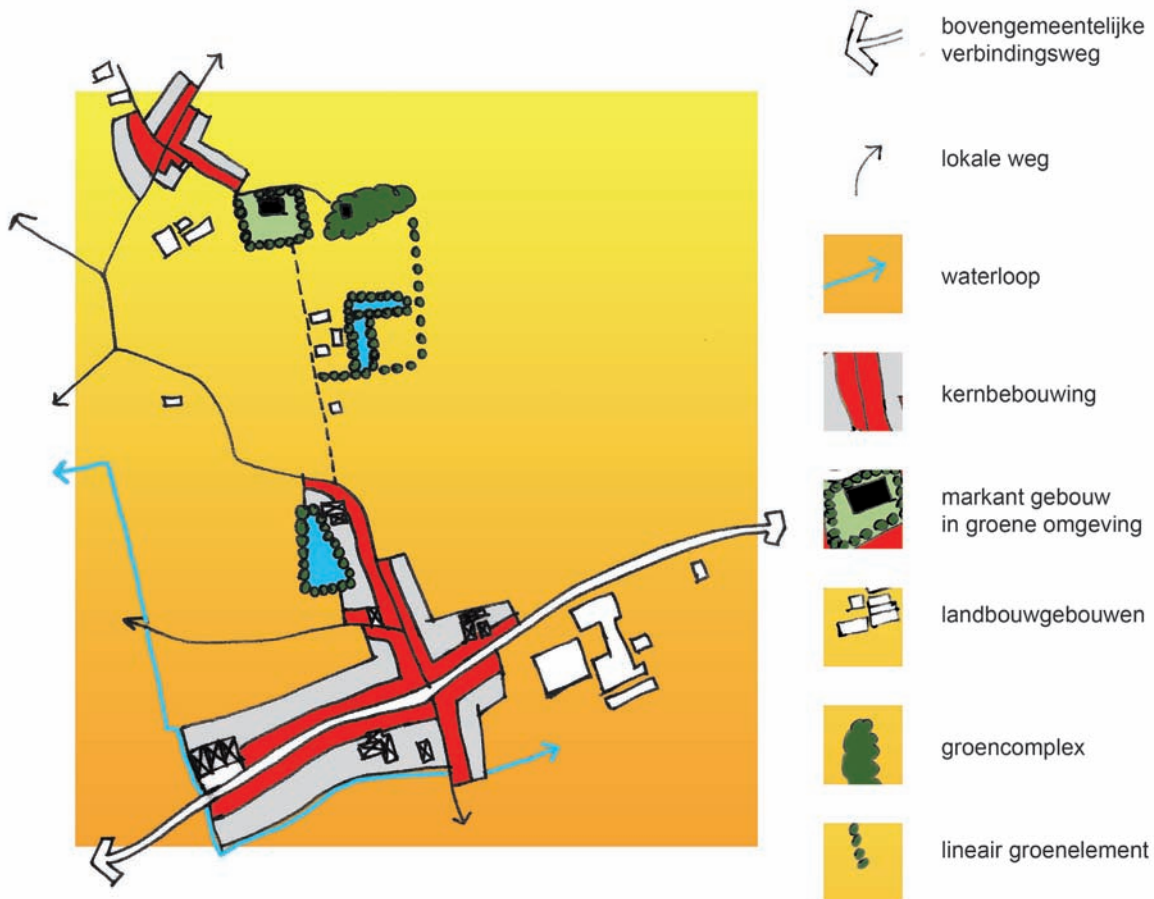 bovengemeentelijke
verbindingsweg
lokale weg
waterloop
kernbebouwing
markant gebouw
in groene omgeving
landbouwgebouwen
groencomplex
lineair groenelement